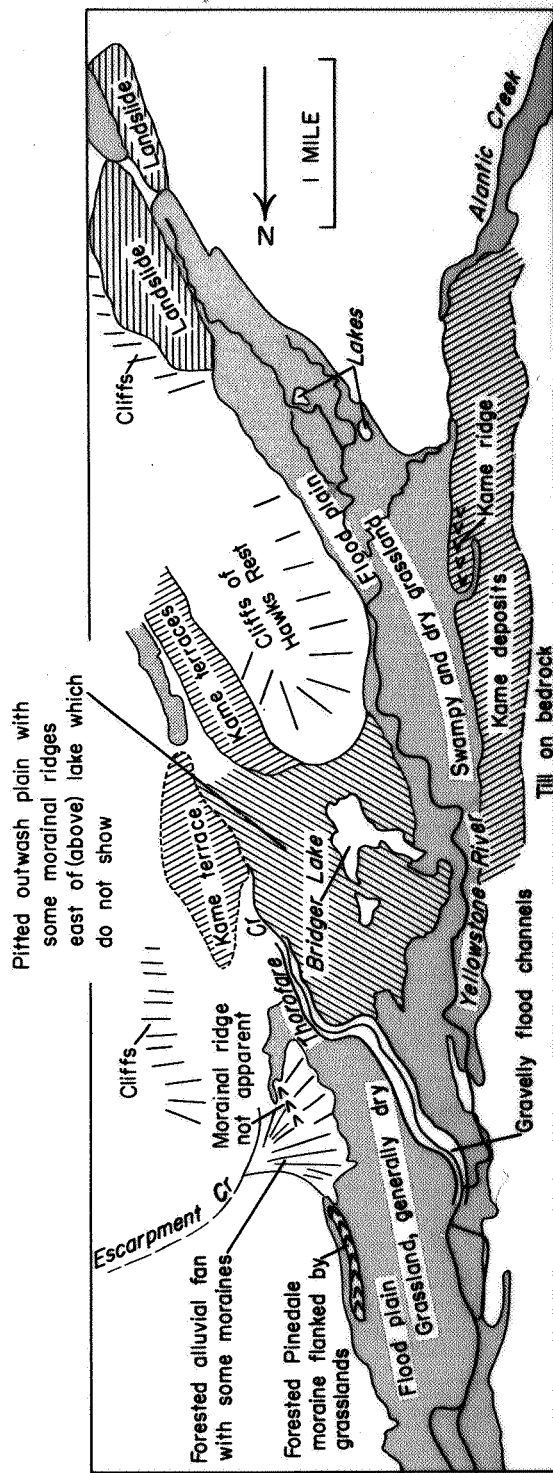 Pitted outwash plain with
some morainal ridges
east of (above) lake which
do not show
Escarpment Cr
Cliffs
Cliffs
Landslide
Landslide
Forested alluvial fan
with some moraines
Morainal ridge
not apparent
Kame terrace
Kame terraces
Cliffs of
Hawks Rest
N
1 MILE
Forested Pinedale
moraine flanked by
grasslands
Thorofare Cr
Bridger Lake
Flood plain
Lakes
Flood plain
Grassland, generally dry
Swampy and dry grassland
Yellowstone River
Gravelly flood channels
Kame deposits
Kame ridge
Atlantic Creek
Till on bedrock